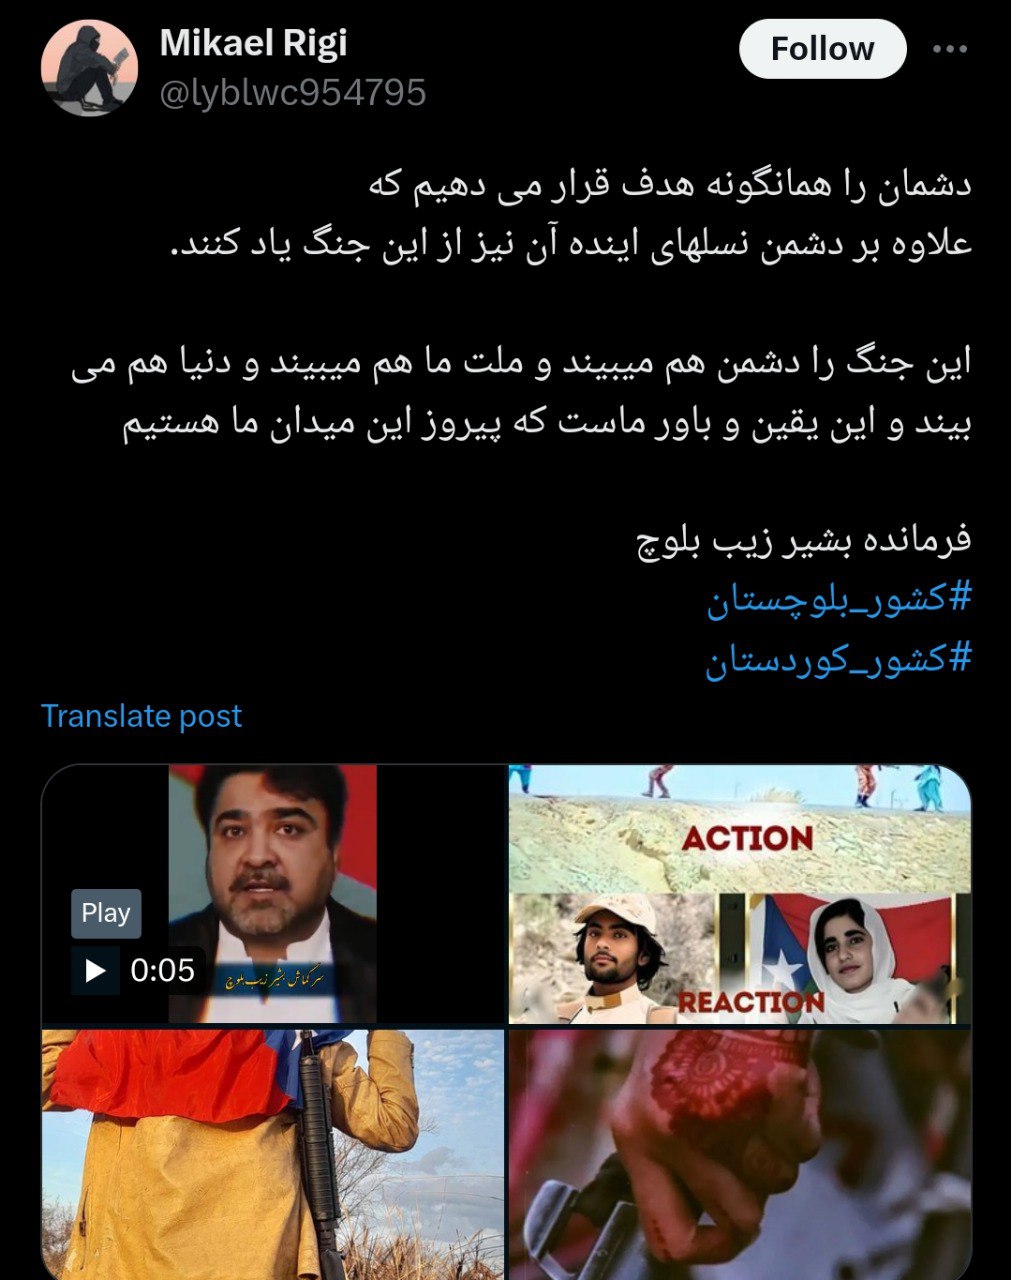 Mikael Rigi
Follow
@lyblwc954795
دشمان را همانگونه هدف قرار می دهیم که
علاوه بر دشمن نسلهای اینده آن نیز از این جنگ یاد کنند.
این جنگ را دشمن هم میبیند و ملت ما هم میبیند و دنیا هم می
بیند و این یقین و باور ماست که پیروز این میدان ما هستیم
فرمانده بشیر زیب بلوچ
#کشور_بلوچستان
#کشور_کوردستان
Translate post
Play
0:05
سرکماش بشیر زیب بلوچ
ACTION
REACTION